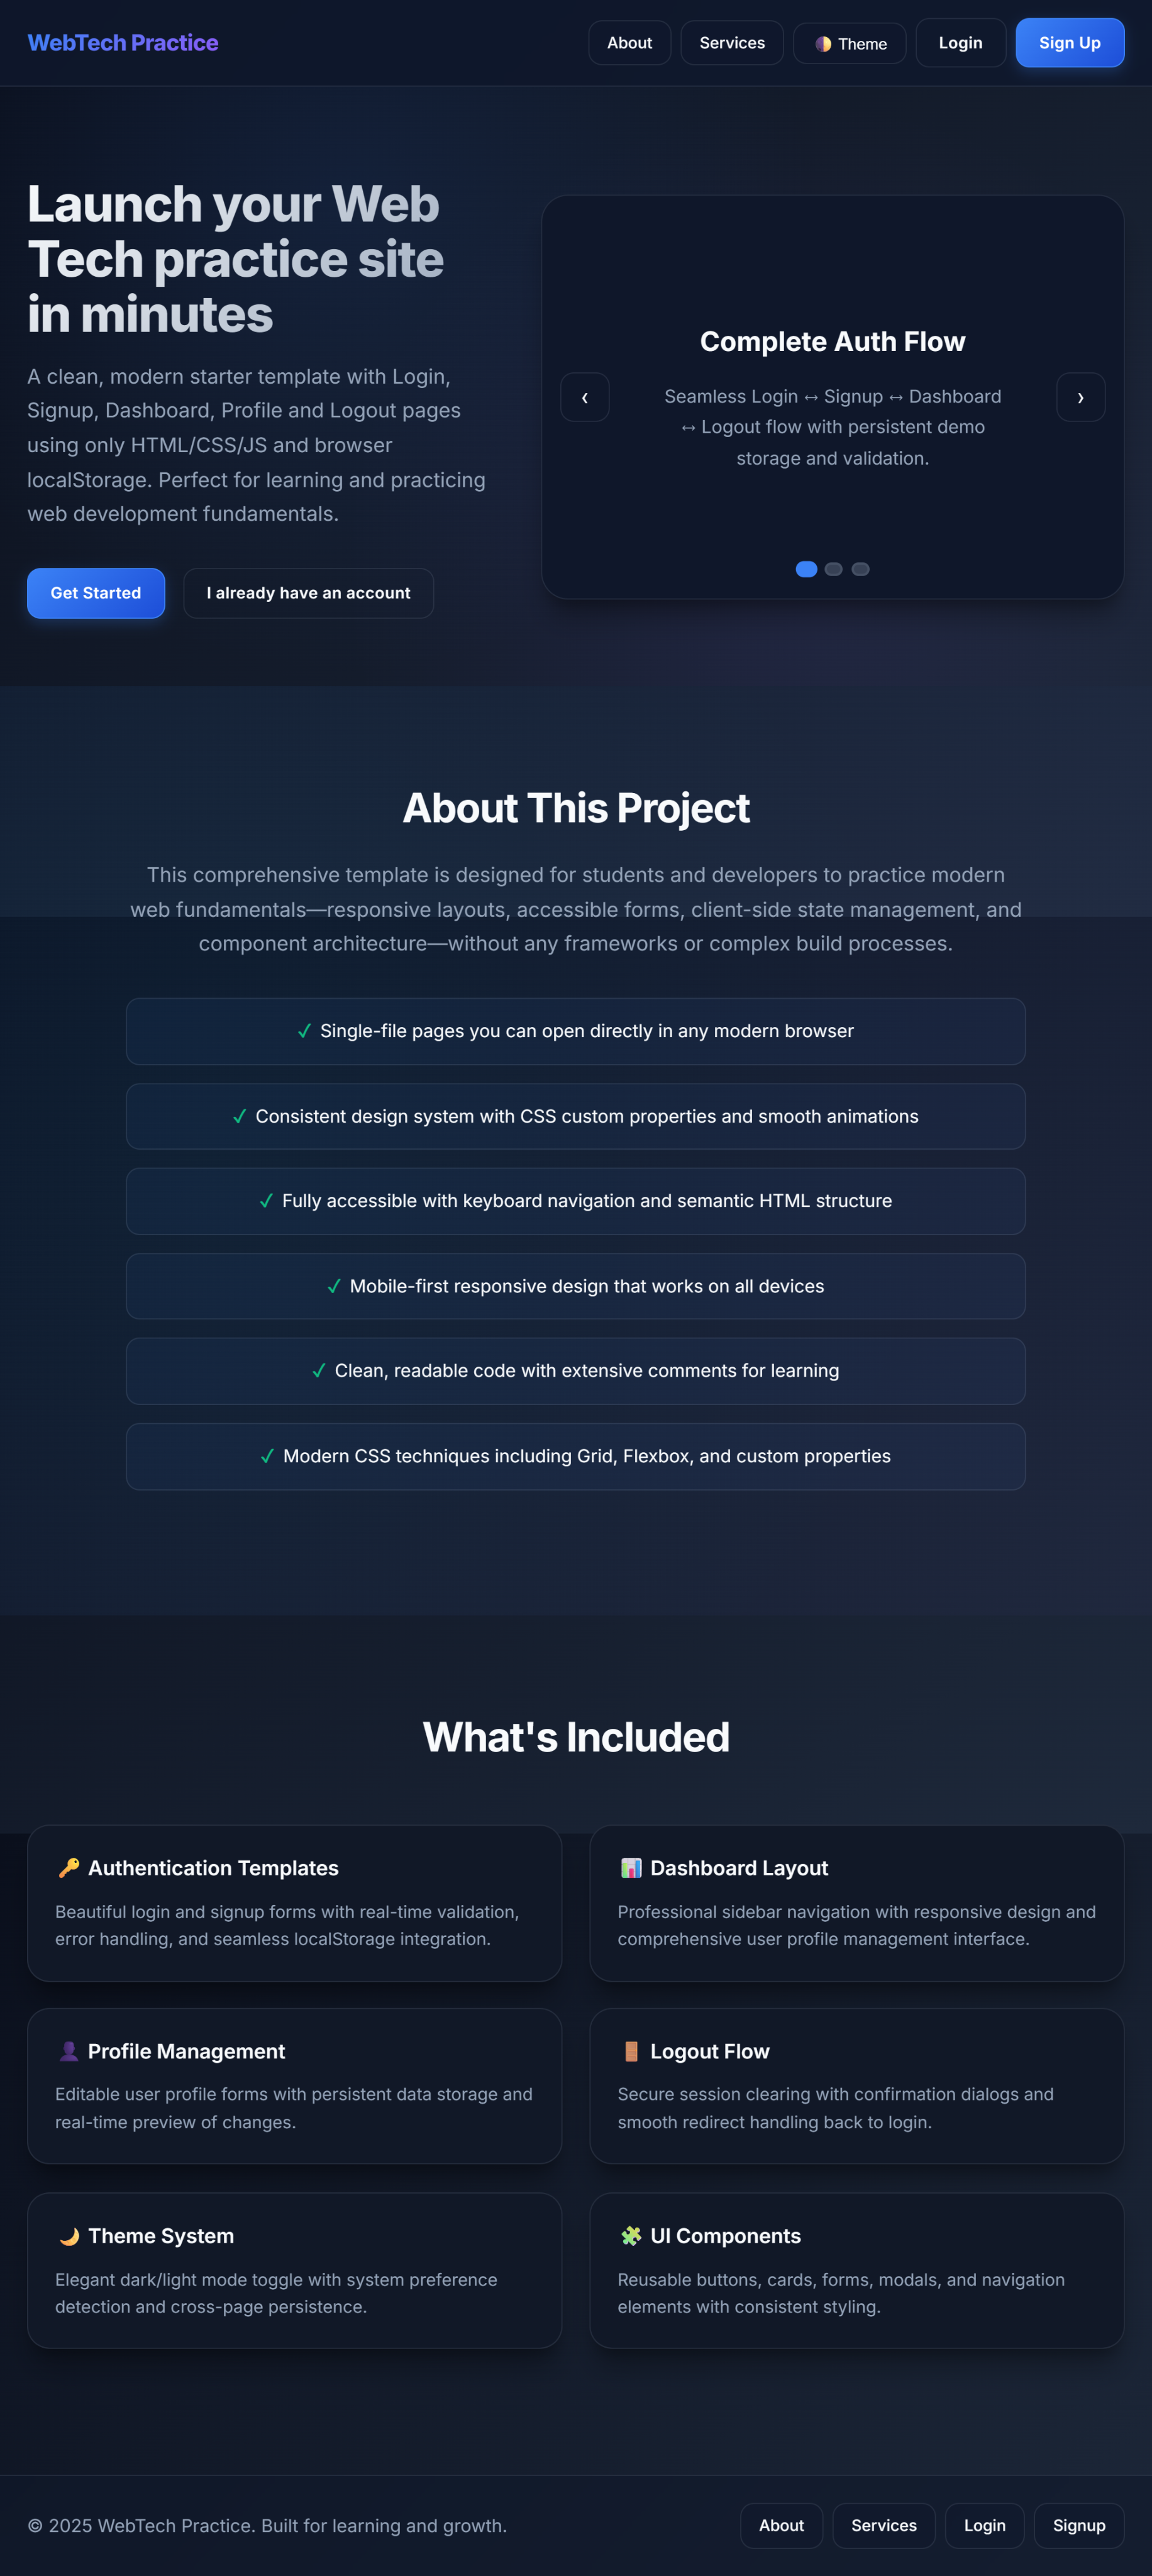 WebTech Practice
About
Services
🌗 Theme
Login
Sign Up
Launch your Web
Tech practice site
in minutes
A clean, modern starter template with Login,
Signup, Dashboard, Profile and Logout pages
using only HTML/CSS/JS and browser
localStorage. Perfect for learning and practicing
web development fundamentals.
Get Started
I already have an account
Complete Auth Flow
‹
›
Seamless Login ↔ Signup ↔ Dashboard
↔ Logout flow with persistent demo
storage and validation.
About This Project
This comprehensive template is designed for students and developers to practice modern
web fundamentals—responsive layouts, accessible forms, client-side state management, and
component architecture—without any frameworks or complex build processes.
✓ Single-file pages you can open directly in any modern browser
✓ Consistent design system with CSS custom properties and smooth animations
✓ Fully accessible with keyboard navigation and semantic HTML structure
✓ Mobile-first responsive design that works on all devices
✓ Clean, readable code with extensive comments for learning
✓ Modern CSS techniques including Grid, Flexbox, and custom properties
What's Included
🔑 Authentication Templates
Beautiful login and signup forms with real-time validation,
error handling, and seamless localStorage integration.
📊 Dashboard Layout
Professional sidebar navigation with responsive design and
comprehensive user profile management interface.
👤 Profile Management
Editable user profile forms with persistent data storage and
real-time preview of changes.
🚪 Logout Flow
Secure session clearing with confirmation dialogs and
smooth redirect handling back to login.
🌙 Theme System
Elegant dark/light mode toggle with system preference
detection and cross-page persistence.
🧩 UI Components
Reusable buttons, cards, forms, modals, and navigation
elements with consistent styling.
© 2025 WebTech Practice. Built for learning and growth.
About
Services
Login
Signup